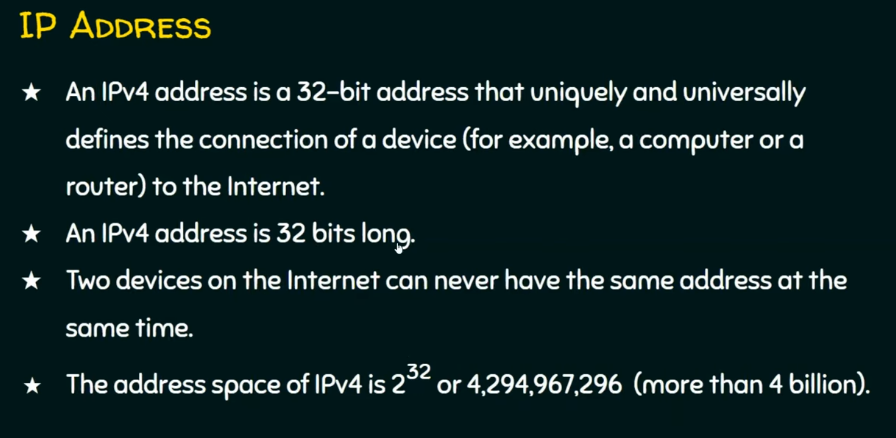 IP Address
★ An IPv4 address is a 32-bit address that uniquely and universally
defines the connection of a device (for example, a computer or a
router) to the Internet.
★ An IPv4 address is 32 bits long.
★ Two devices on the Internet can never have the same address at the
same time.
★ The address space of IPv4 is 2³² or 4,294,967,296 (more than 4 billion).